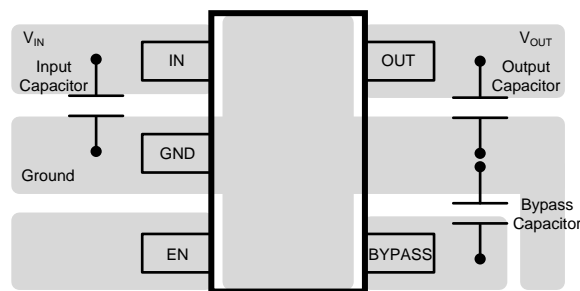 VIN
VOUT
Input
Capacitor
IN
OUT
Output
Capacitor
GND
Ground
EN
BYPASS
Bypass
Capacitor